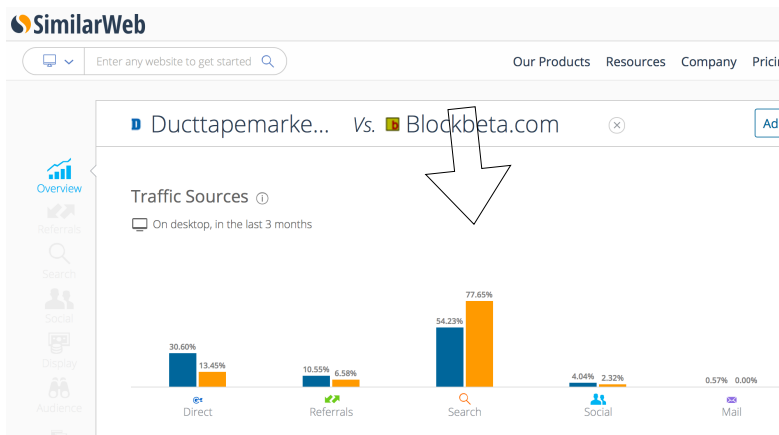 SimilarWeb
Enter any website to get started
Our Products Resources Company Pricin
Ducttapemarke... Vs. Blockbeta.com
Ad
Overview
Referrals
Search
Social
Display
Audience
Traffic Sources
On desktop, in the last 3 months
30.60% 13.45%
10.55% 6.58%
54.23% 77.65%
4.04% 2.32%
0.57% 0.00%
Direct Referrals Search Social Mail